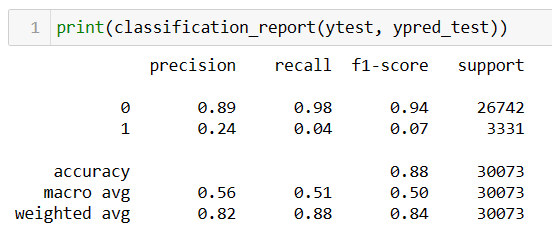 1 print(classification_report(ytest, ypred_test))
precision recall f1-score support
0 0.89 0.98 0.94 26742
1 0.24 0.04 0.07 3331
accuracy 0.88 30073
macro avg 0.56 0.51 0.50 30073
weighted avg 0.82 0.88 0.84 30073